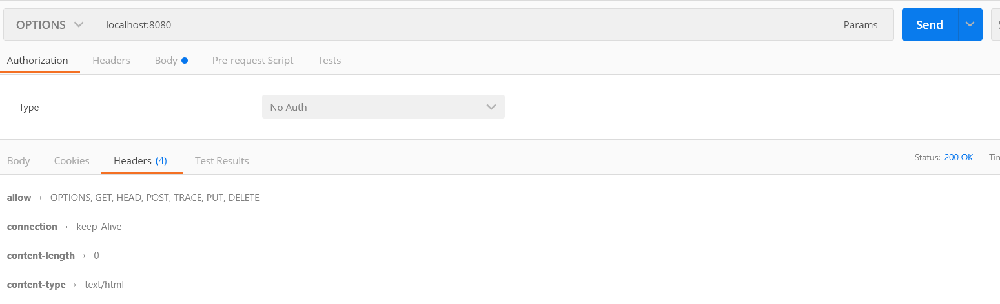 OPTIONS localhost:8080 Params Send
Authorization Headers Body Pre-request Script Tests
Type No Auth
Body Cookies Headers (4) Test Results Status: 200 OK
allow → OPTIONS, GET, HEAD, POST, TRACE, PUT, DELETE
connection → keep-Alive
content-length → 0
content-type → text/html